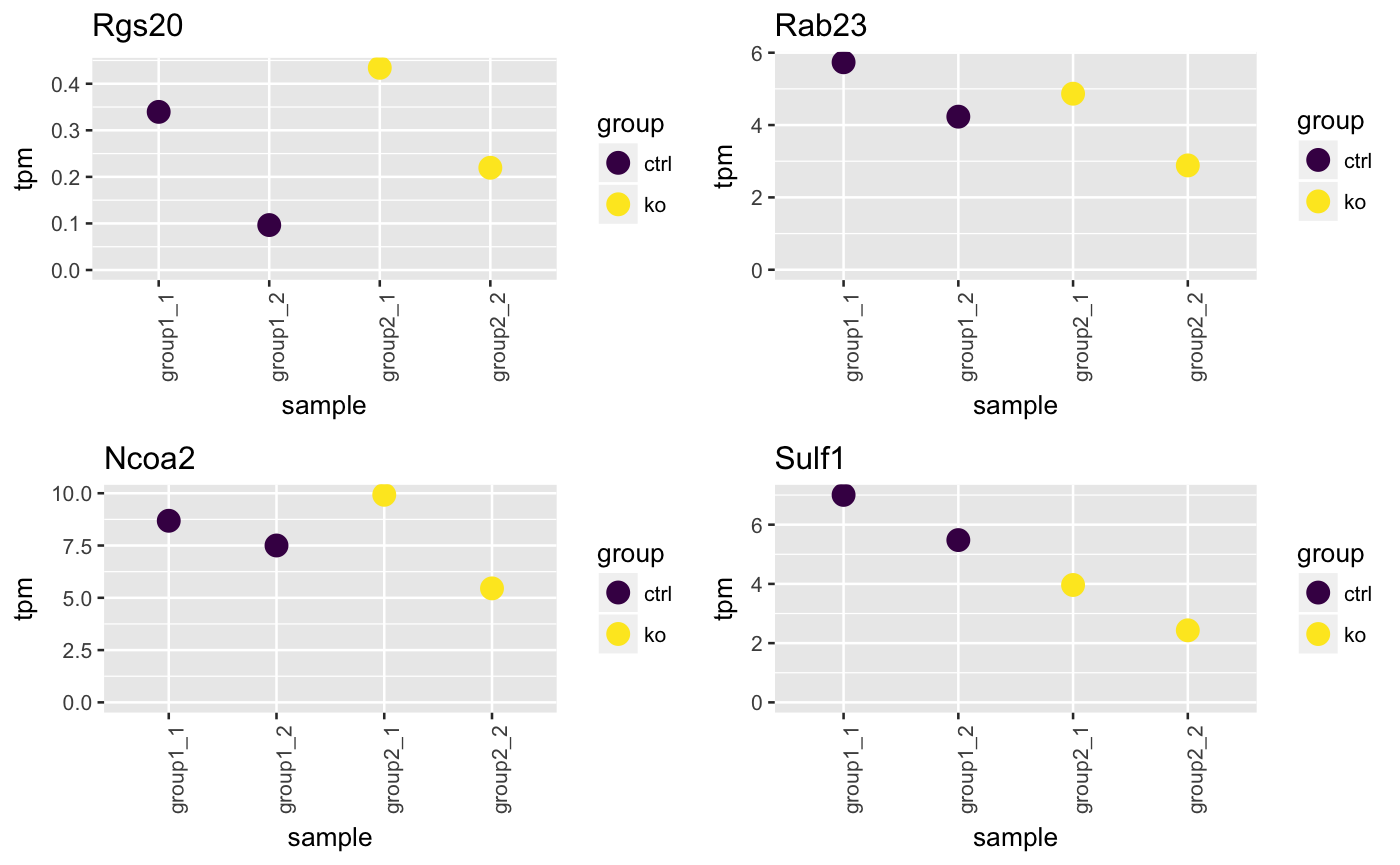 Rgs20
tpm
0.4
0.3
0.2
0.1
0.0
group1_1
group1_2
group2_1
group2_2
sample
group
ctrl
ko
Rab23
tpm
6
4
2
0
group1_1
group1_2
group2_1
group2_2
sample
group
ctrl
ko
Ncoa2
tpm
10.0
7.5
5.0
2.5
0.0
group1_1
group1_2
group2_1
group2_2
sample
group
ctrl
ko
Sulf1
tpm
6
4
2
0
group1_1
group1_2
group2_1
group2_2
sample
group
ctrl
ko